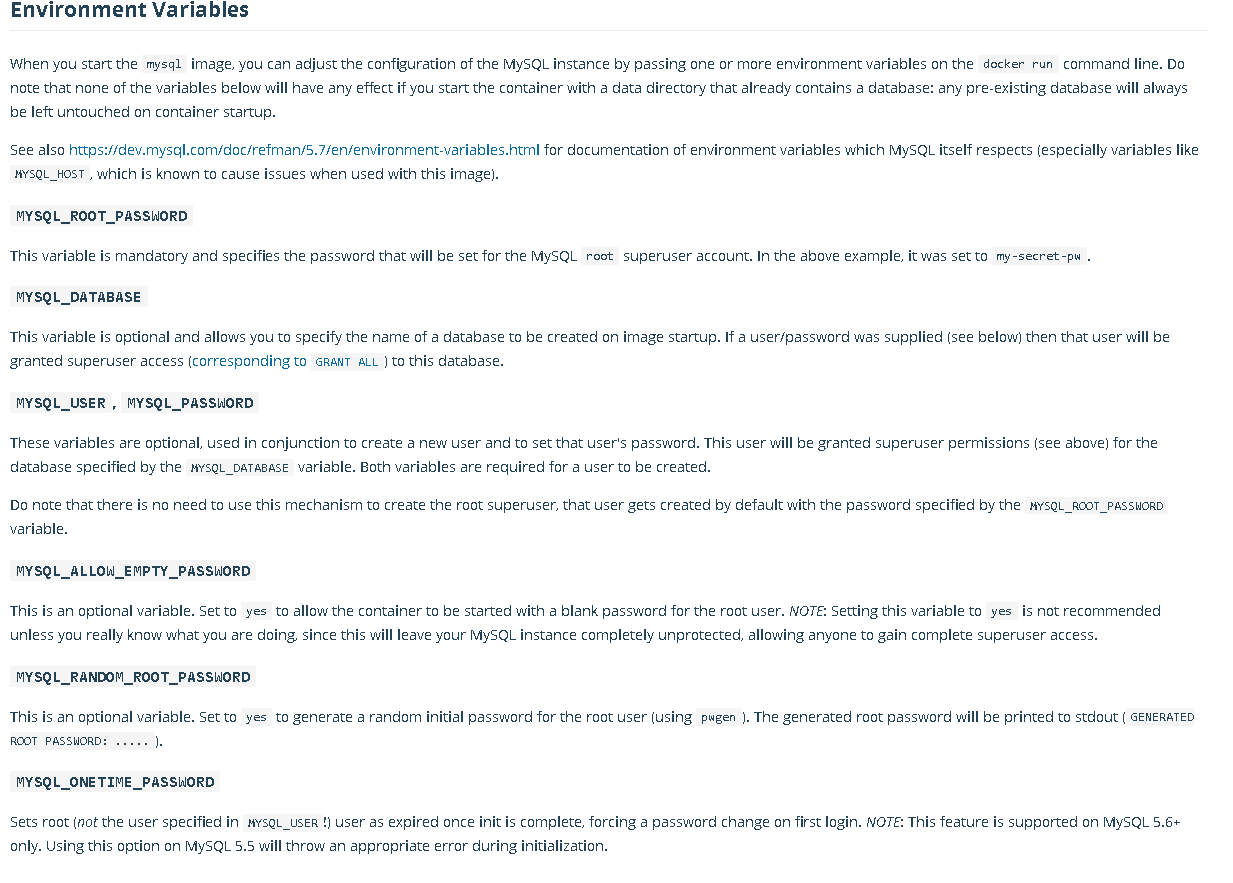 Environment Variables
When you start the mysql image, you can adjust the configuration of the MySQL instance by passing one or more environment variables on the docker run command line. Do
note that none of the variables below will have any effect if you start the container with a data directory that already contains a database: any pre-existing database will always
be left untouched on container startup.
See also https://dev.mysql.com/doc/refman/5.7/en/environment-variables.html for documentation of environment variables which MySQL itself respects (especially variables like
MYSQL_HOST , which is known to cause issues when used with this image).
MYSQL_ROOT_PASSWORD
This variable is mandatory and specifies the password that will be set for the MySQL root superuser account. In the above example, it was set to my-secret-pw .
MYSQL_DATABASE
This variable is optional and allows you to specify the name of a database to be created on image startup. If a user/password was supplied (see below) then that user will be
granted superuser access (corresponding to GRANT ALL ) to this database.
MYSQL_USER , MYSQL_PASSWORD
These variables are optional, used in conjunction to create a new user and to set that user's password. This user will be granted superuser permissions (see above) for the
database specified by the MYSQL_DATABASE variable. Both variables are required for a user to be created.
Do note that there is no need to use this mechanism to create the root superuser, that user gets created by default with the password specified by the MYSQL_ROOT_PASSWORD
variable.
MYSQL_ALLOW_EMPTY_PASSWORD
This is an optional variable. Set to yes to allow the container to be started with a blank password for the root user. NOTE: Setting this variable to yes is not recommended
unless you really know what you are doing, since this will leave your MySQL instance completely unprotected, allowing anyone to gain complete superuser access.
MYSQL_RANDOM_ROOT_PASSWORD
This is an optional variable. Set to yes to generate a random initial password for the root user (using pwgen ). The generated root password will be printed to stdout ( GENERATED
ROOT PASSWORD: ..... ).
MYSQL_ONETIME_PASSWORD
Sets root (not the user specified in MYSQL_USER !) user as expired once init is complete, forcing a password change on first login. NOTE: This feature is supported on MySQL 5.6+
only. Using this option on MySQL 5.5 will throw an appropriate error during initialization.